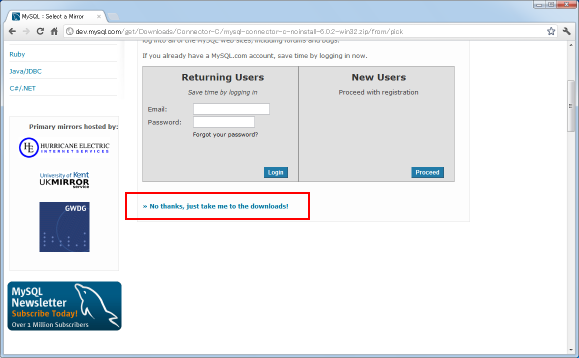 MySQL :: Select a Mirror
dev.mysql.com/get/Downloads/Connector-C/mysql-connector-c-noinstall-6.0.2-win32.zip/from/pick
log into all of the MySQL web sites, including forums and bugs.
Ruby
If you already have a MySQL.com account, save time by logging in now.
Java/JDBC
C#/.NET
Returning Users
New Users
Save time by logging in
Proceed with registration
Email:
Password:
Forgot your password?
Login
Proceed
Primary mirrors hosted by:
HE HURRICANE ELECTRIC
INTERNET SERVICES
University of Kent
UKMIRROR
service
GWDG
» No thanks, just take me to the downloads!
MySQL
Newsletter
Subscribe Today!
Over 1 Million Subscribers